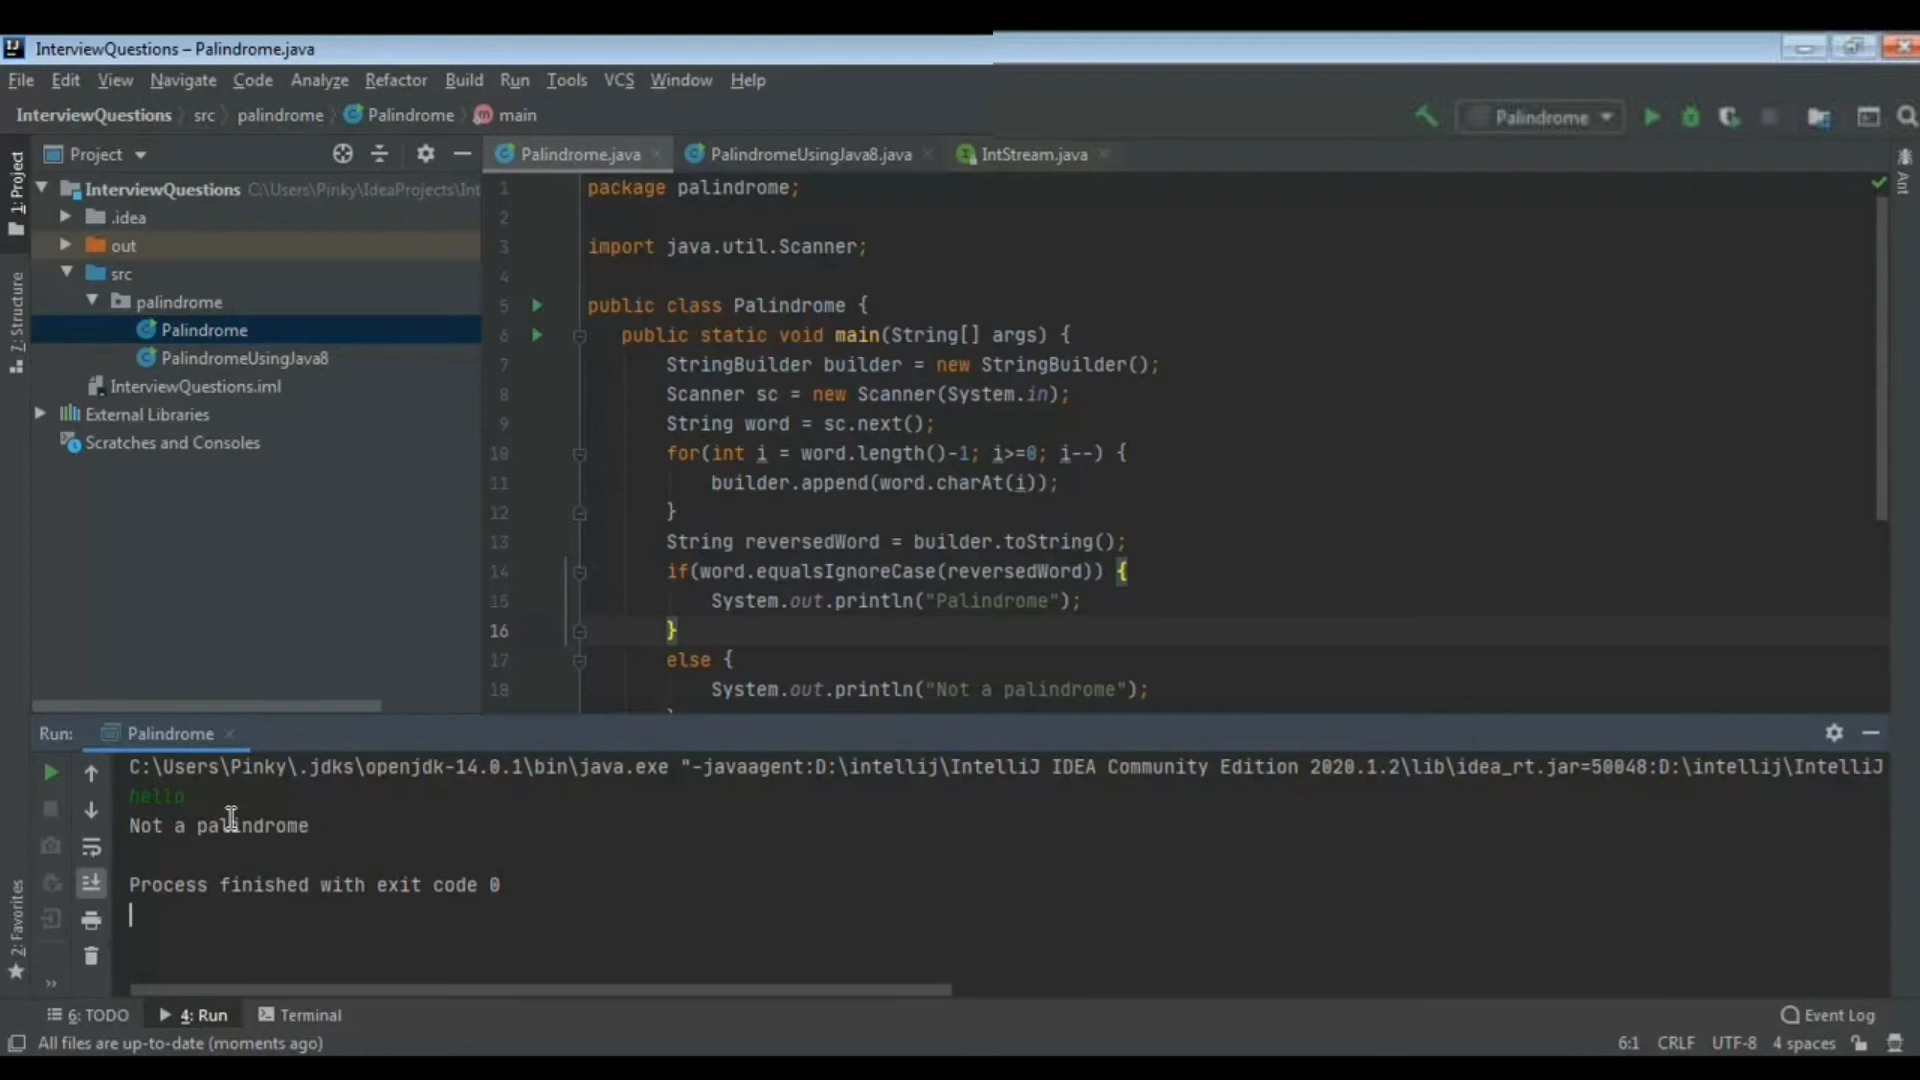 InterviewQuestions – Palindrome.java
File Edit View Navigate Code Analyze Refactor Build Run Tools VCS Window Help
InterviewQuestions src palindrome Palindrome main
Palindrome
Project
Palindrome.java PalindromeUsingJava8.java IntStream.java
1: Project
7: Structure
2: Favorites
Ant
InterviewQuestions C:\Users\Pinky\IdeaProjects\Int
.idea
out
src
palindrome
Palindrome
PalindromeUsingJava8
InterviewQuestions.iml
External Libraries
Scratches and Consoles
1 package palindrome;
2
3 import java.util.Scanner;
4
5 public class Palindrome {
6 public static void main(String[] args) {
7 StringBuilder builder = new StringBuilder();
8 Scanner sc = new Scanner(System.in);
9 String word = sc.next();
10 for(int i = word.length()-1; i>=0; i--) {
11 builder.append(word.charAt(i));
12 }
13 String reversedWord = builder.toString();
14 if(word.equalsIgnoreCase(reversedWord)) {
15 System.out.println("Palindrome");
16 }
17 else {
18 System.out.println("Not a palindrome");
Run: Palindrome
C:\Users\Pinky\.jdks\openjdk-14.0.1\bin\java.exe "-javaagent:D:\intellij\IntelliJ IDEA Community Edition 2020.1.2\lib\idea_rt.jar=50048:D:\intellij\IntelliJ
hello
Not a palindrome
Process finished with exit code 0
6: TODO 4: Run Terminal Event Log
All files are up-to-date (moments ago) 6:1 CRLF UTF-8 4 spaces